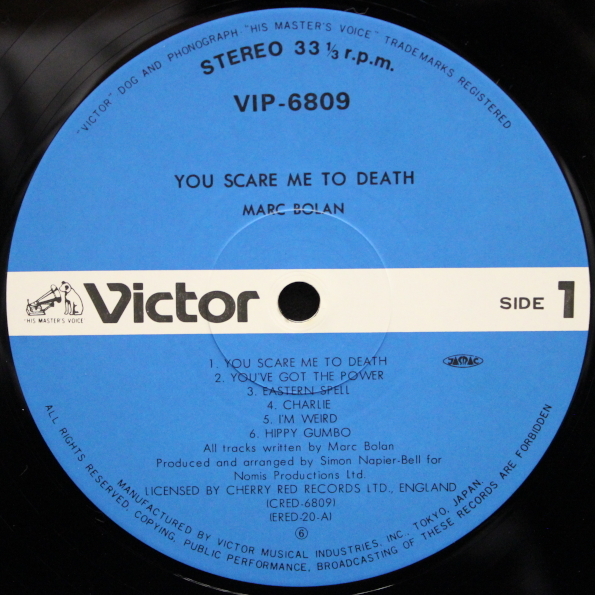 "VICTOR" DOG AND PHONOGRAPH "HIS MASTER'S VOICE" TRADEMARKS REGISTERED
STEREO 33 1/3 r.p.m.
VIP-6809
YOU SCARE ME TO DEATH
MARC BOLAN
"HIS MASTER'S VOICE"
Victor
SIDE 1
1. YOU SCARE ME TO DEATH
JASRAC
2. YOU'VE GOT THE POWER
3. EASTERN SPELL
4. CHARLIE
5. I'M WEIRD
6. HIPPY GUMBO
All tracks written by Marc Bolan
Produced and arranged by Simon Napier-Bell for
Nomis Productions Ltd.
LICENSED BY CHERRY RED RECORDS LTD., ENGLAND
(CRED-6809)
(ERED-20-A)
⑥
MANUFACTURED BY VICTOR MUSICAL INDUSTRIES, INC. TOKYO, JAPAN.
ALL RIGHTS RESERVED. COPYING, PUBLIC PERFORMANCE, BROADCASTING OF THESE RECORDS ARE FORBIDDEN